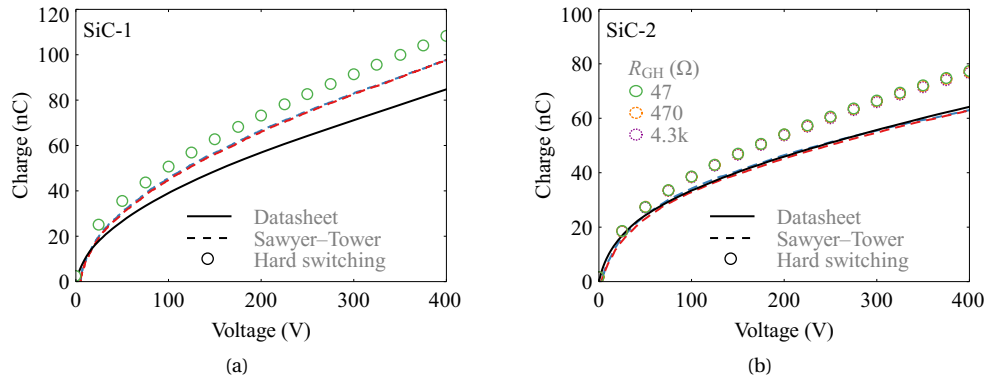 SiC-1
Charge (nC)
120
100
80
60
40
20
0
0
100
200
300
400
Voltage (V)
Datasheet
Sawyer–Tower
Hard switching
(a)
SiC-2
R_GH (Ω)
47
470
4.3k
Charge (nC)
100
80
60
40
20
0
0
100
200
300
400
Voltage (V)
Datasheet
Sawyer–Tower
Hard switching
(b)